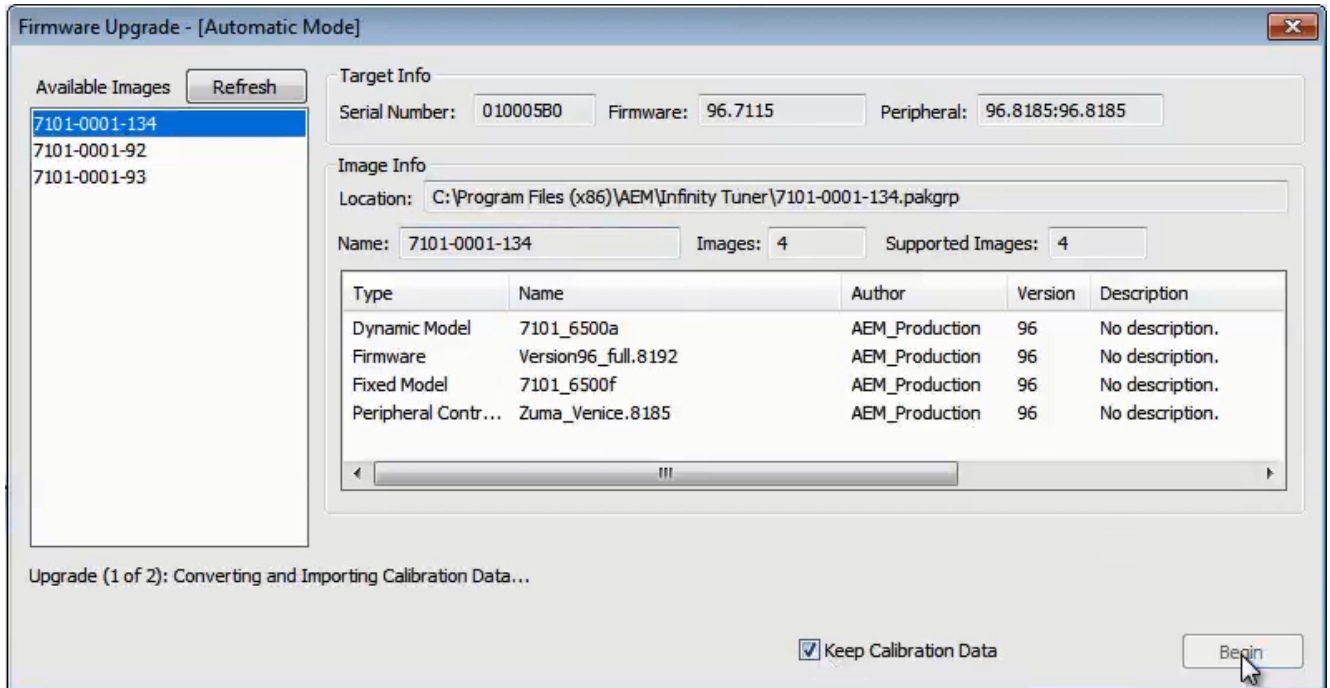 Firmware Upgrade - [Automatic Mode]
Available Images Refresh
7101-0001-134
7101-0001-92
7101-0001-93
Target Info
Serial Number: 010005B0 Firmware: 96.7115 Peripheral: 96.8185:96.8185
Image Info
Location: C:\Program Files (x86)\AEM\Infinity Tuner\7101-0001-134.pakgrp
Name: 7101-0001-134 Images: 4 Supported Images: 4
Type Name Author Version Description
Dynamic Model 7101_6500a AEM_Production 96 No description.
Firmware Version96_full.8192 AEM_Production 96 No description.
Fixed Model 7101_6500f AEM_Production 96 No description.
Peripheral Contr... Zuma_Venice.8185 AEM_Production 96 No description.
Upgrade (1 of 2): Converting and Importing Calibration Data...
Keep Calibration Data Begin